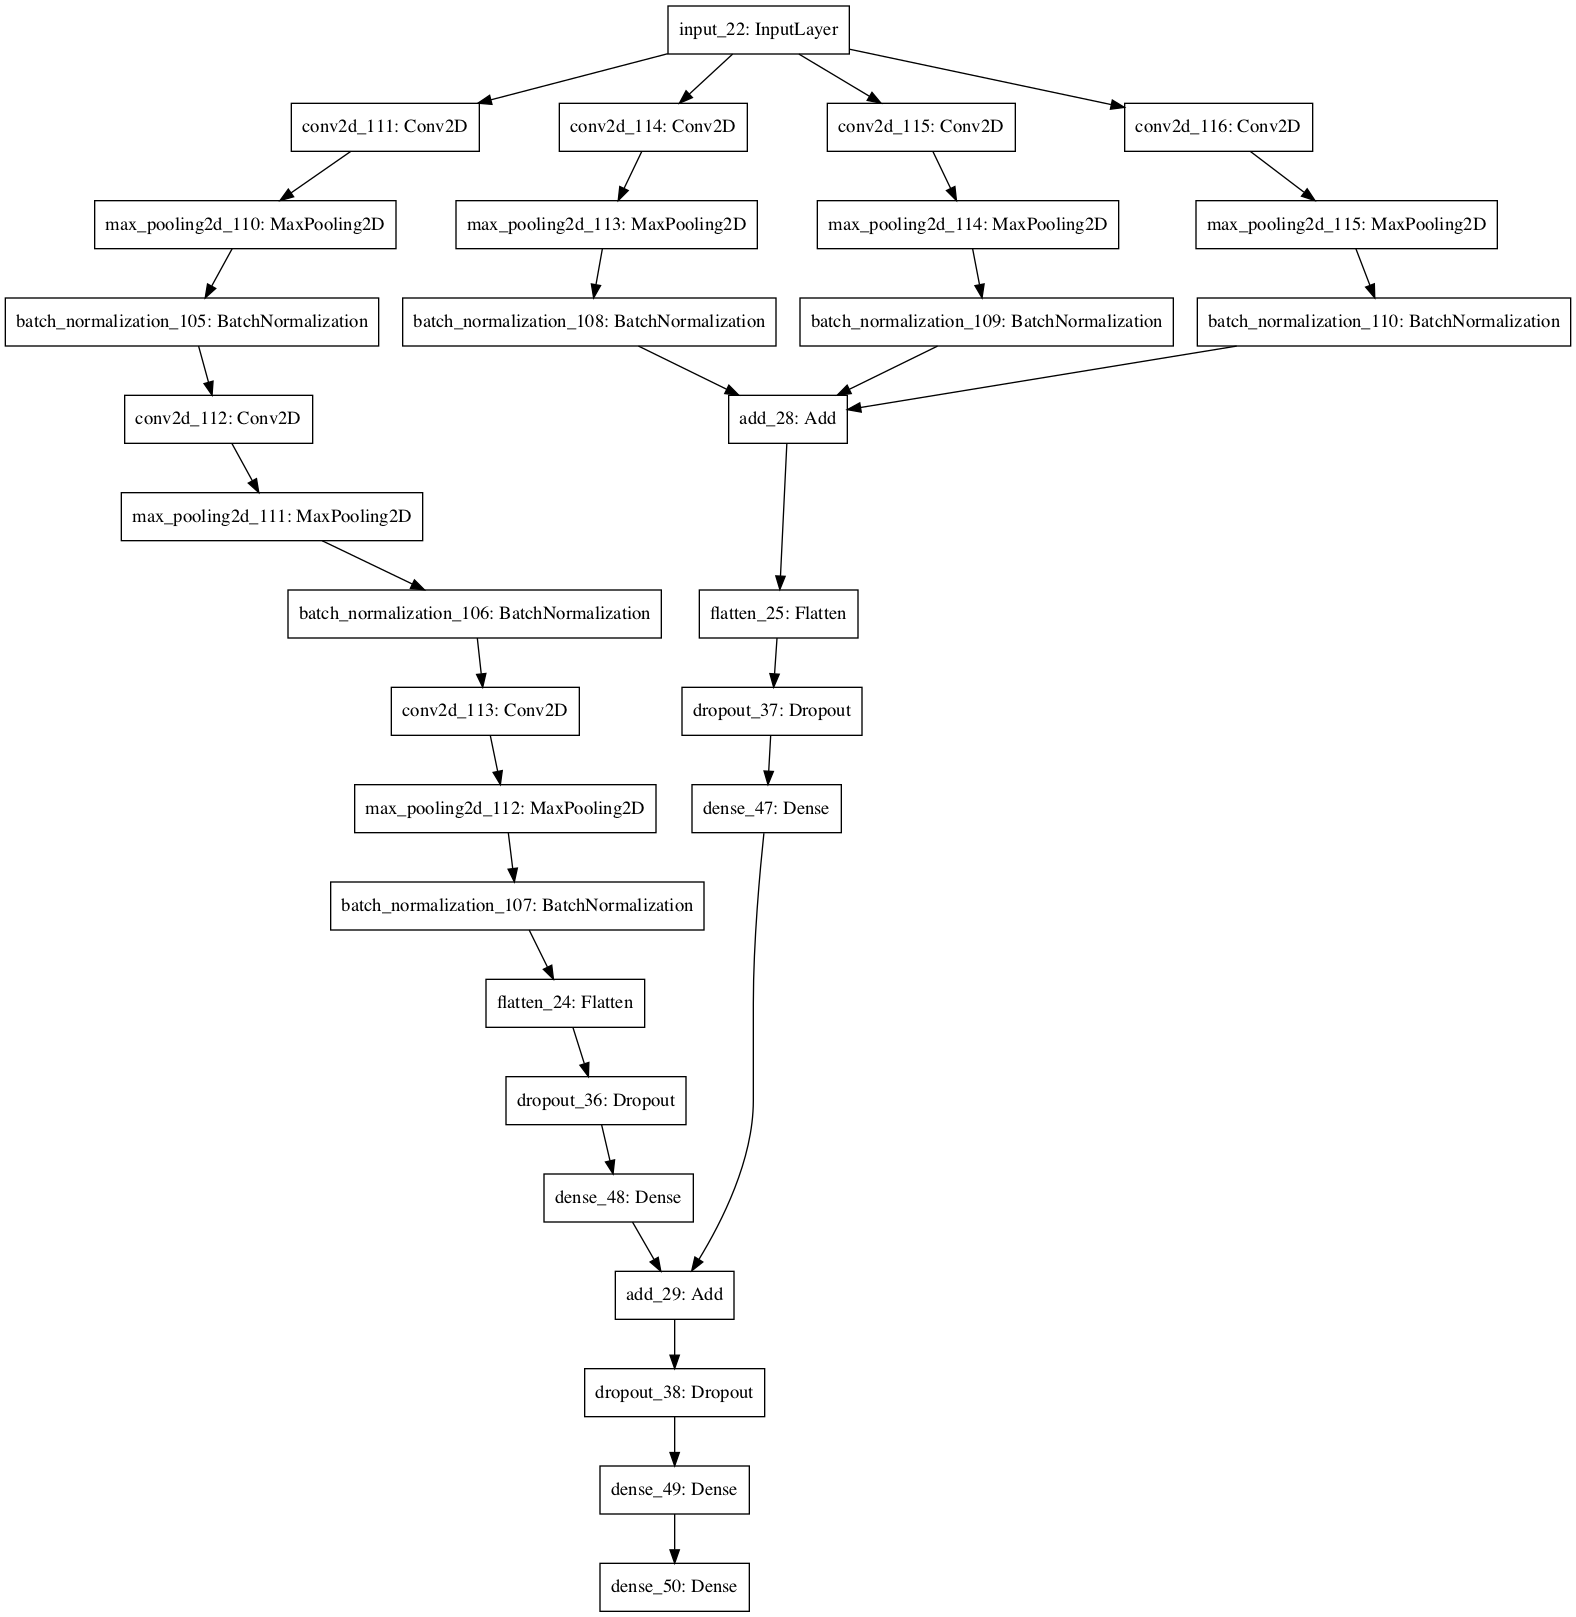 input_22: InputLayer
conv2d_111: Conv2D
conv2d_114: Conv2D
conv2d_115: Conv2D
conv2d_116: Conv2D
max_pooling2d_110: MaxPooling2D
max_pooling2d_113: MaxPooling2D
max_pooling2d_114: MaxPooling2D
max_pooling2d_115: MaxPooling2D
batch_normalization_105: BatchNormalization
batch_normalization_108: BatchNormalization
batch_normalization_109: BatchNormalization
batch_normalization_110: BatchNormalization
conv2d_112: Conv2D
add_28: Add
max_pooling2d_111: MaxPooling2D
batch_normalization_106: BatchNormalization
flatten_25: Flatten
conv2d_113: Conv2D
dropout_37: Dropout
max_pooling2d_112: MaxPooling2D
dense_47: Dense
batch_normalization_107: BatchNormalization
flatten_24: Flatten
dropout_36: Dropout
dense_48: Dense
add_29: Add
dropout_38: Dropout
dense_49: Dense
dense_50: Dense